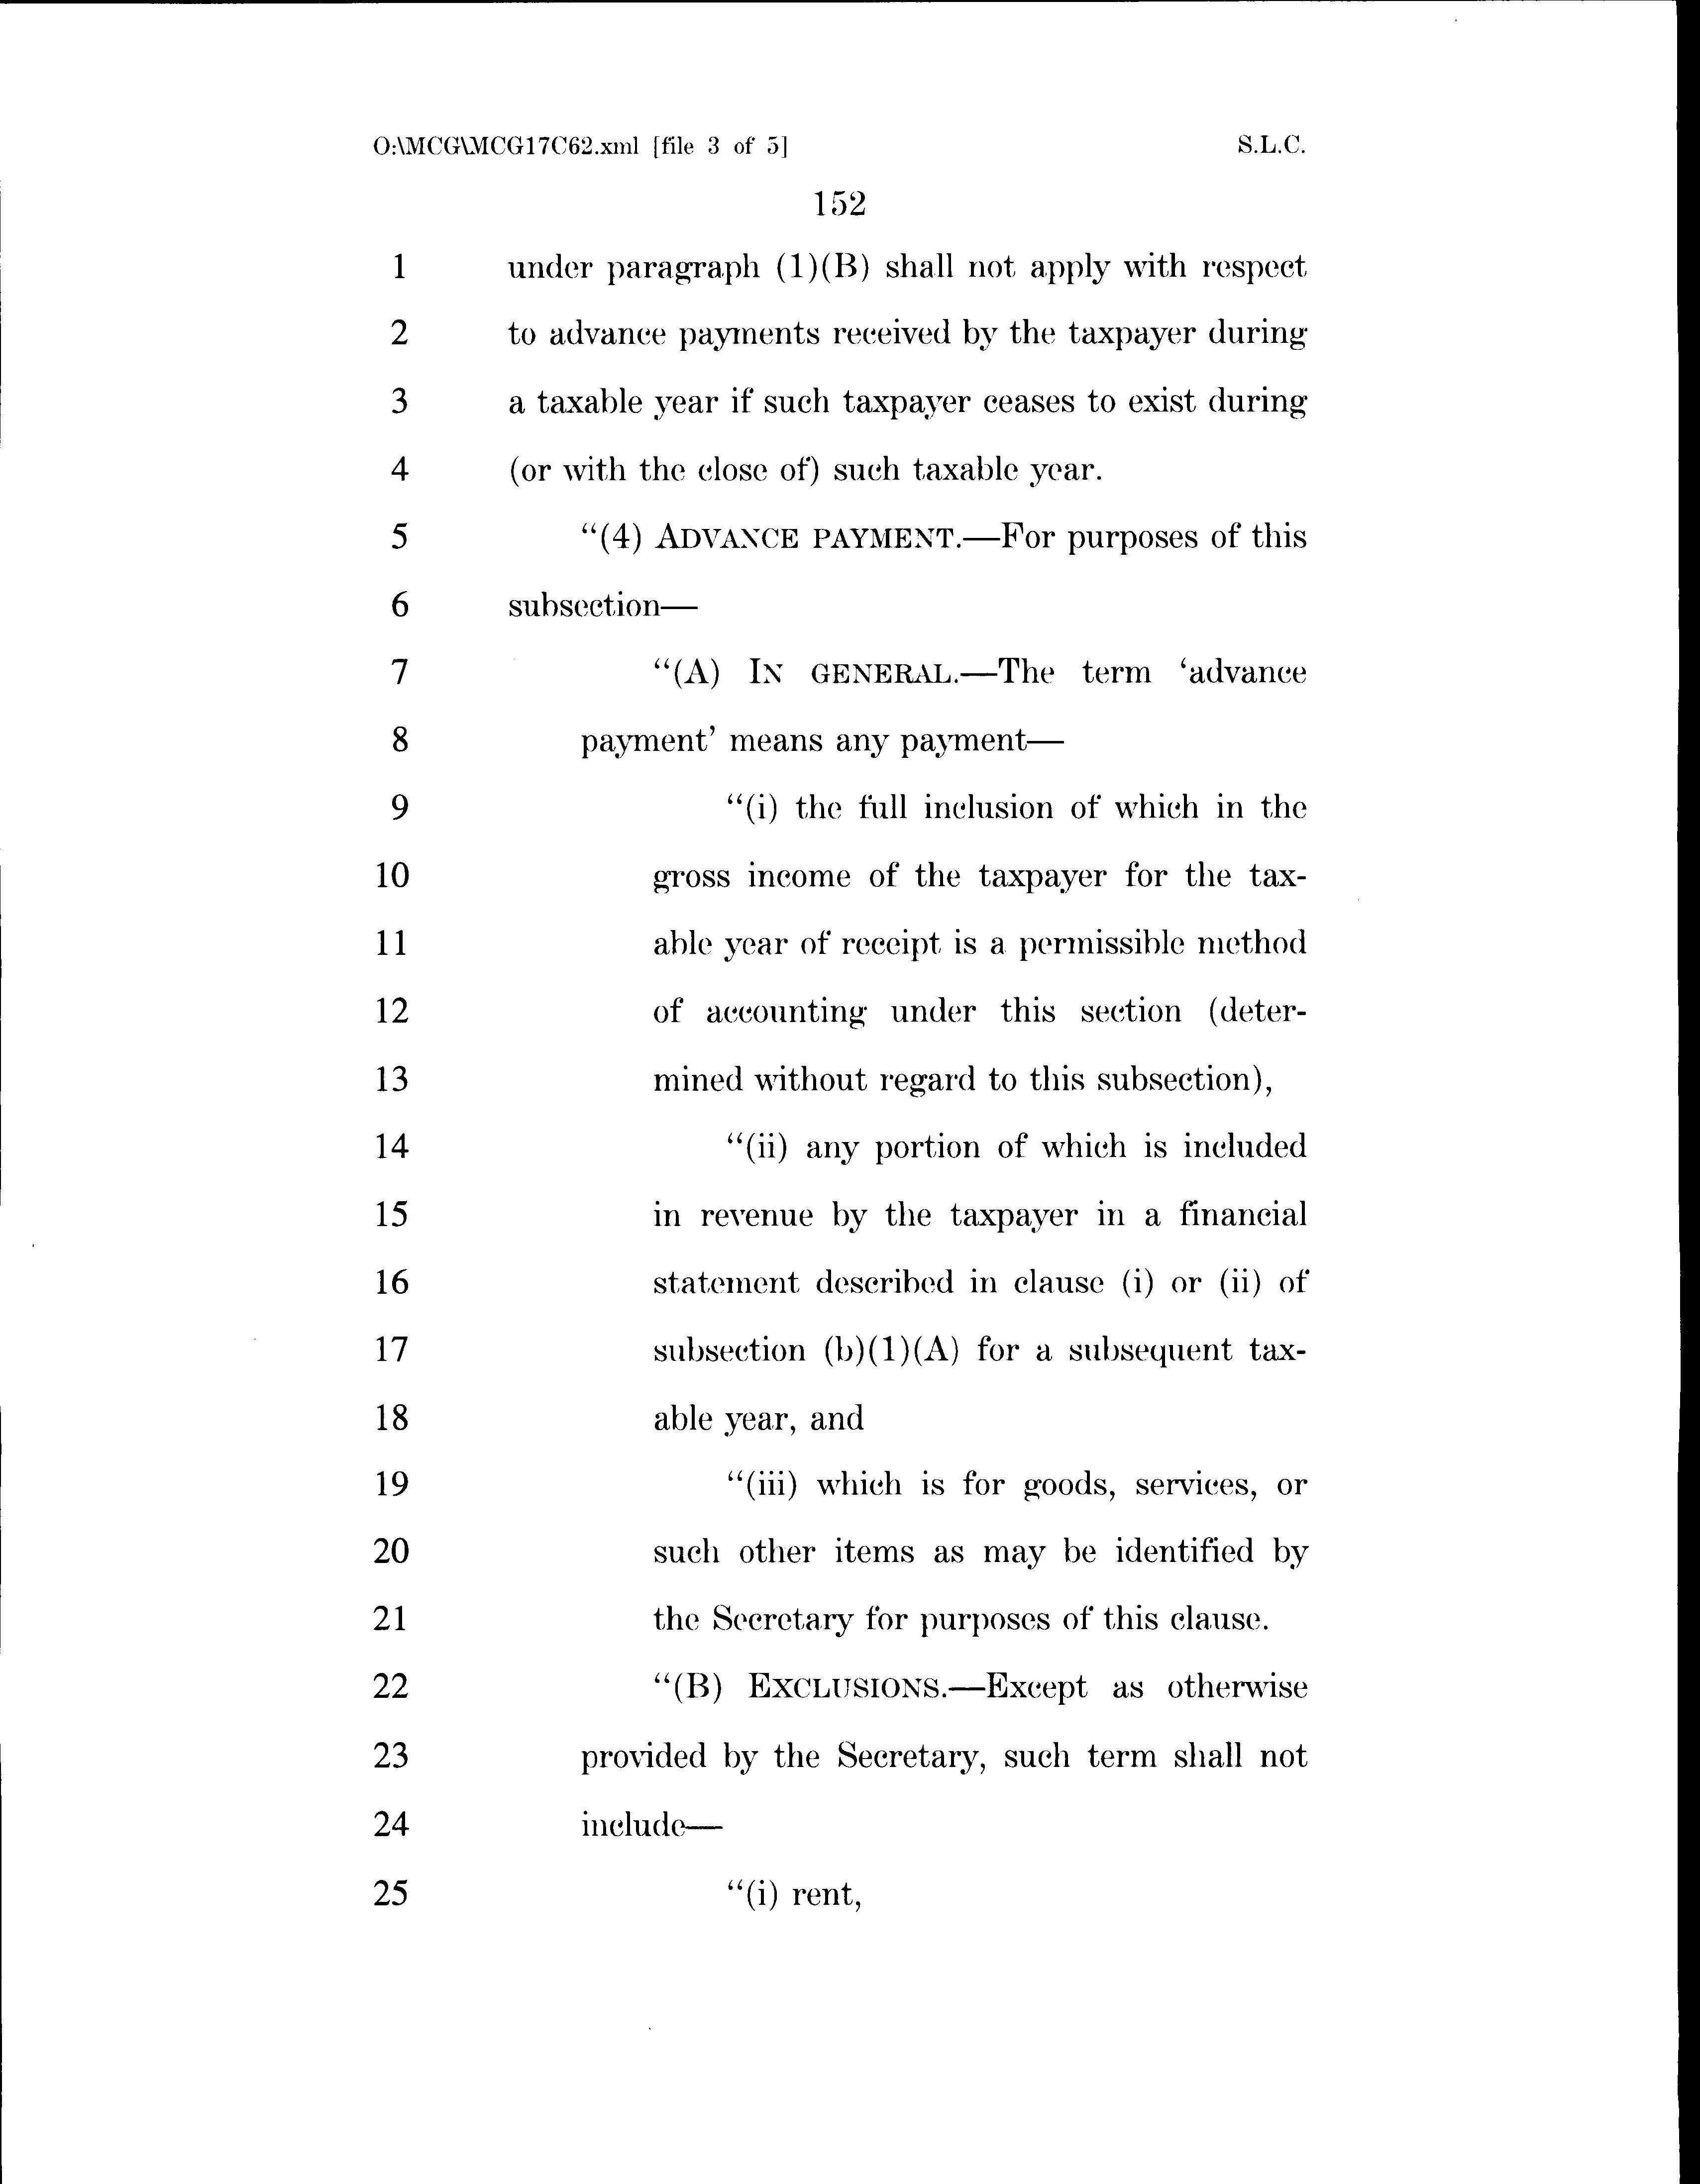 O:\MCG\MCG17C62.xml [file 3 of 5] S.L.C.
152
1 under paragraph (1)(B) shall not apply with respect
2 to advance payments received by the taxpayer during
3 a taxable year if such taxpayer ceases to exist during
4 (or with the close of) such taxable year.
5 “(4) ADVANCE PAYMENT.—For purposes of this
6 subsection—
7 “(A) IN GENERAL.—The term ‘advance
8 payment’ means any payment—
9 “(i) the full inclusion of which in the
10 gross income of the taxpayer for the tax-
11 able year of receipt is a permissible method
12 of accounting under this section (deter-
13 mined without regard to this subsection),
14 “(ii) any portion of which is included
15 in revenue by the taxpayer in a financial
16 statement described in clause (i) or (ii) of
17 subsection (b)(1)(A) for a subsequent tax-
18 able year, and
19 “(iii) which is for goods, services, or
20 such other items as may be identified by
21 the Secretary for purposes of this clause.
22 “(B) EXCLUSIONS.—Except as otherwise
23 provided by the Secretary, such term shall not
24 include—
25 “(i) rent,